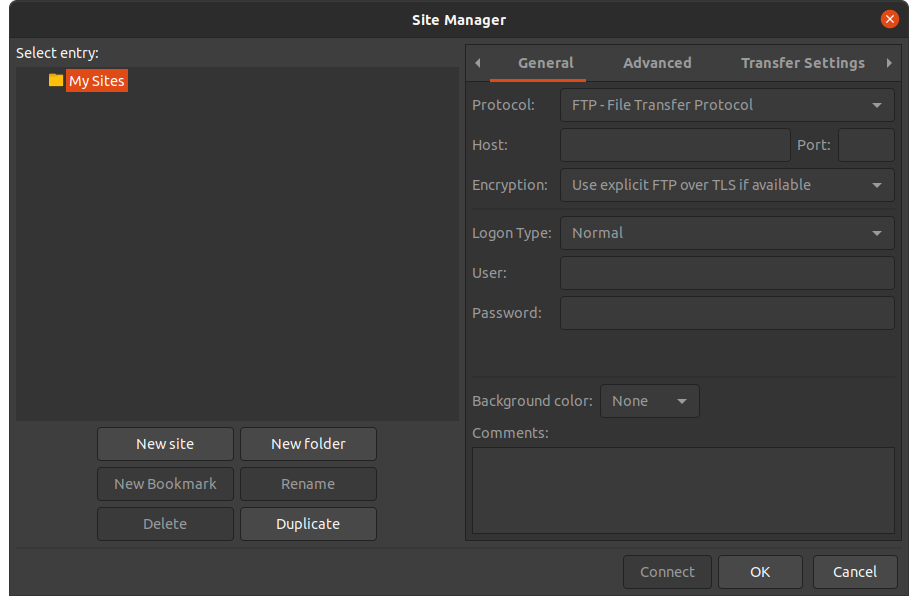 Site Manager
Select entry:
My Sites
General Advanced Transfer Settings
Protocol: FTP - File Transfer Protocol
Host: Port:
Encryption: Use explicit FTP over TLS if available
Logon Type: Normal
User:
Password:
Background color: None
Comments:
New site New folder
New Bookmark Rename
Delete Duplicate
Connect OK Cancel